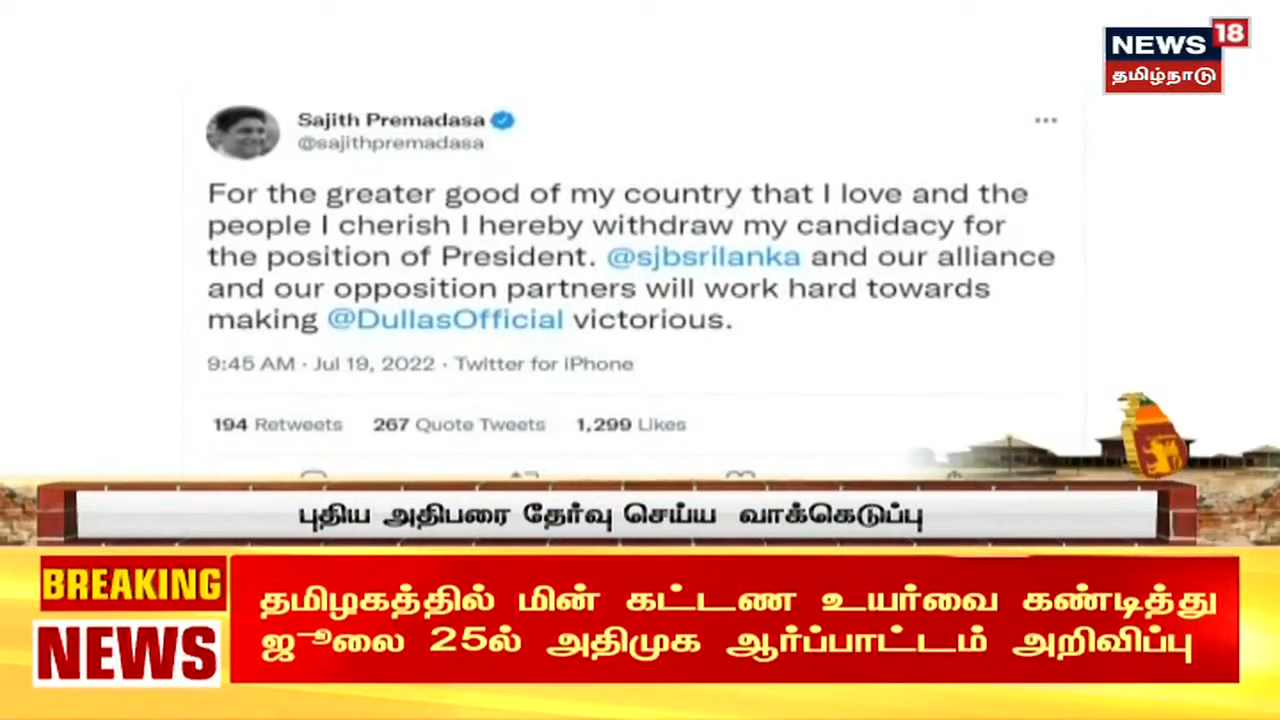 NEWS 18
தமிழ்நாடு
Sajith Premadasa
@sajithpremadasa
For the greater good of my country that I love and the
people I cherish I hereby withdraw my candidacy for
the position of President. @sjbsrilanka and our alliance
and our opposition partners will work hard towards
making @DullasOfficial victorious.
9:45 AM · Jul 19, 2022 · Twitter for iPhone
194 Retweets 267 Quote Tweets 1,299 Likes
புதிய அதிபரை தேர்வு செய்ய வாக்கெடுப்பு
BREAKING
NEWS
தமிழகத்தில் மின் கட்டண உயர்வை கண்டித்து
ஜூலை 25ல் அதிமுக ஆர்ப்பாட்டம் அறிவிப்பு